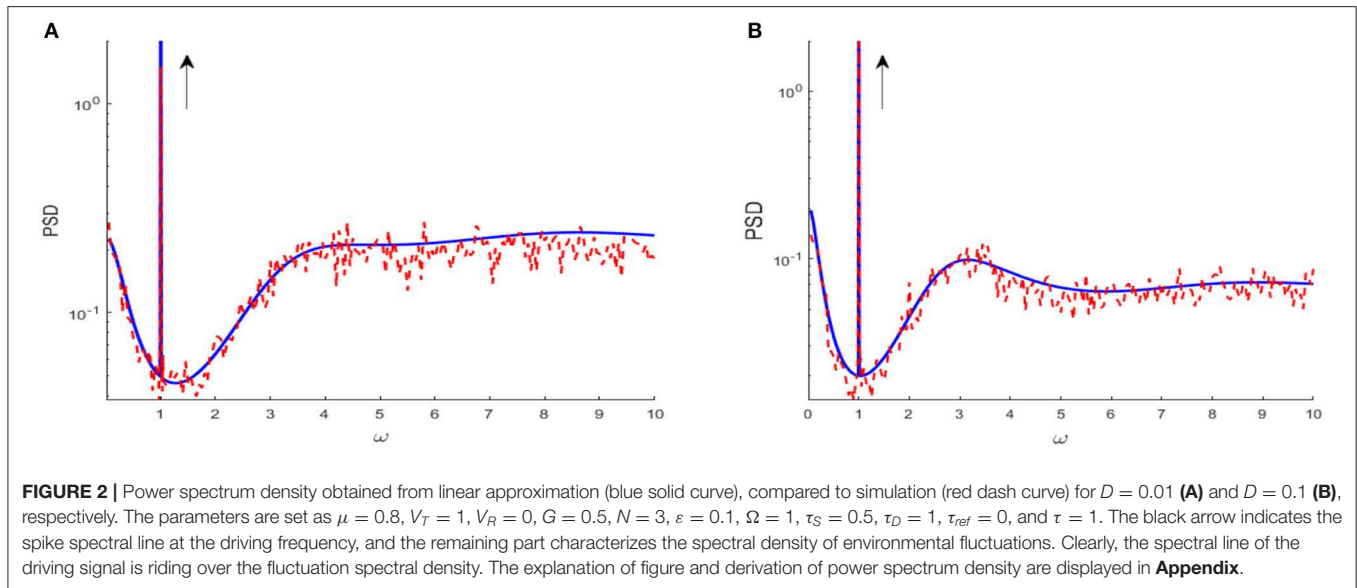 A
PSD
10⁰
10⁻¹
1 2 3 4 5 6 7 8 9 10
ω
B
PSD
10⁰
10⁻¹
0 1 2 3 4 5 6 7 8 9 10
ω
FIGURE 2 | Power spectrum density obtained from linear approximation (blue solid curve), compared to simulation (red dash curve) for D = 0.01 (A) and D = 0.1 (B),
respectively. The parameters are set as μ = 0.8, V_T = 1, V_R = 0, G = 0.5, N = 3, ε = 0.1, Ω = 1, τ_S = 0.5, τ_D = 1, τ_ref = 0, and τ = 1. The black arrow indicates the
spike spectral line at the driving frequency, and the remaining part characterizes the spectral density of environmental fluctuations. Clearly, the spectral line of the
driving signal is riding over the fluctuation spectral density. The explanation of figure and derivation of power spectrum density are displayed in Appendix.